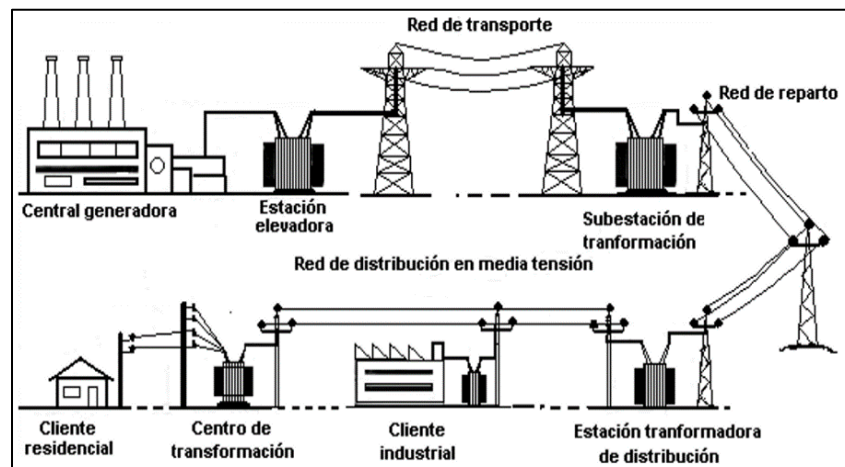 Red de transporte
Red de reparto
Central generadora
Estación
elevadora
Subestación de
tranformación
Red de distribución en media tensión
Cliente
residencial
Centro de
transformación
Cliente
industrial
Estación tranformadora
de distribución